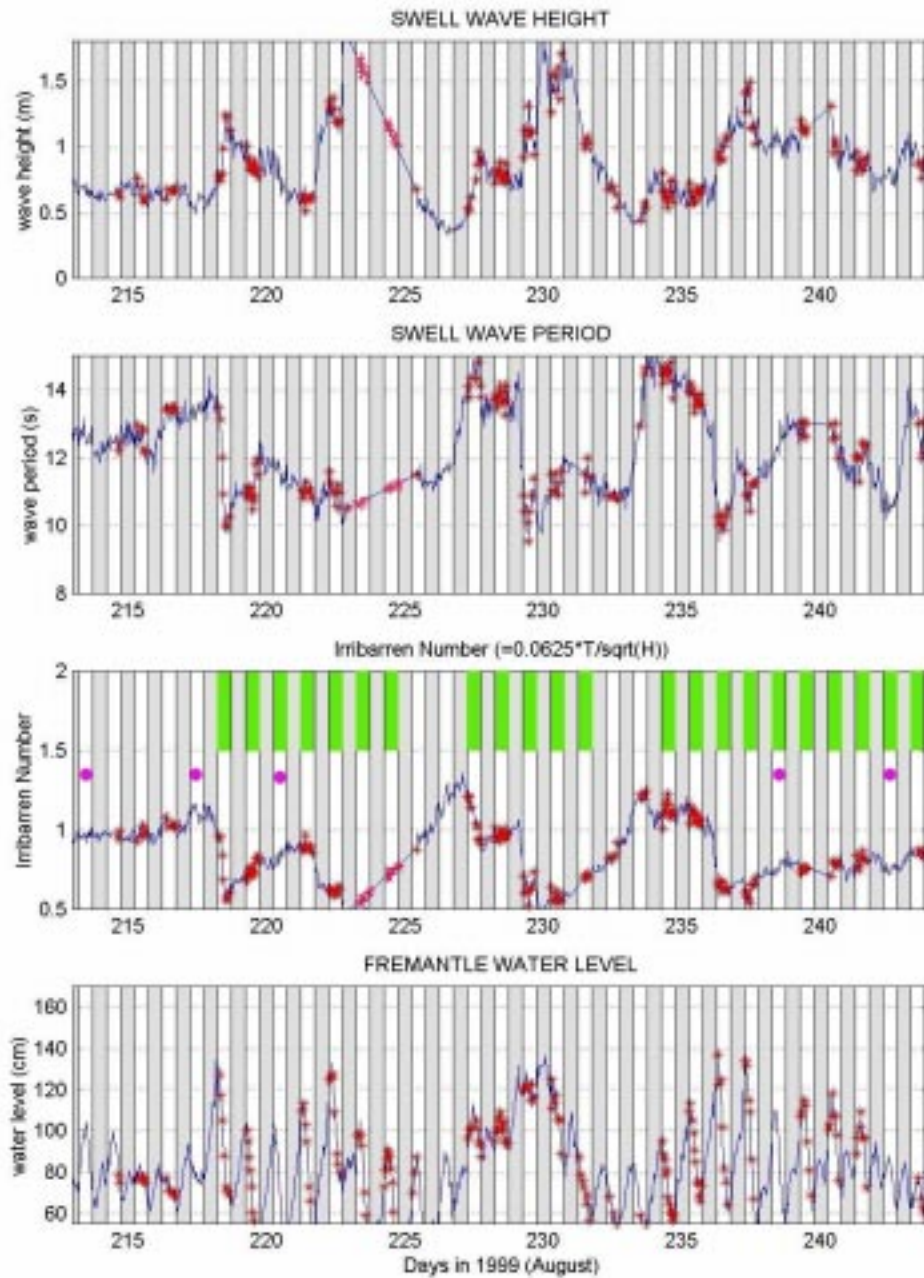 SWELL WAVE HEIGHT
wave height (m)
1.5
1
0.5
0
215 220 225 230 235 240
SWELL WAVE PERIOD
wave period (s)
14
12
10
8
215 220 225 230 235 240
Irribarren Number (=0.0625*T/sqrt(H))
Irribarren Number
2
1.5
1
0.5
215 220 225 230 235 240
FREMANTLE WATER LEVEL
water level (cm)
160
140
120
100
80
60
215 220 225 230 235 240
Days in 1999 (August)